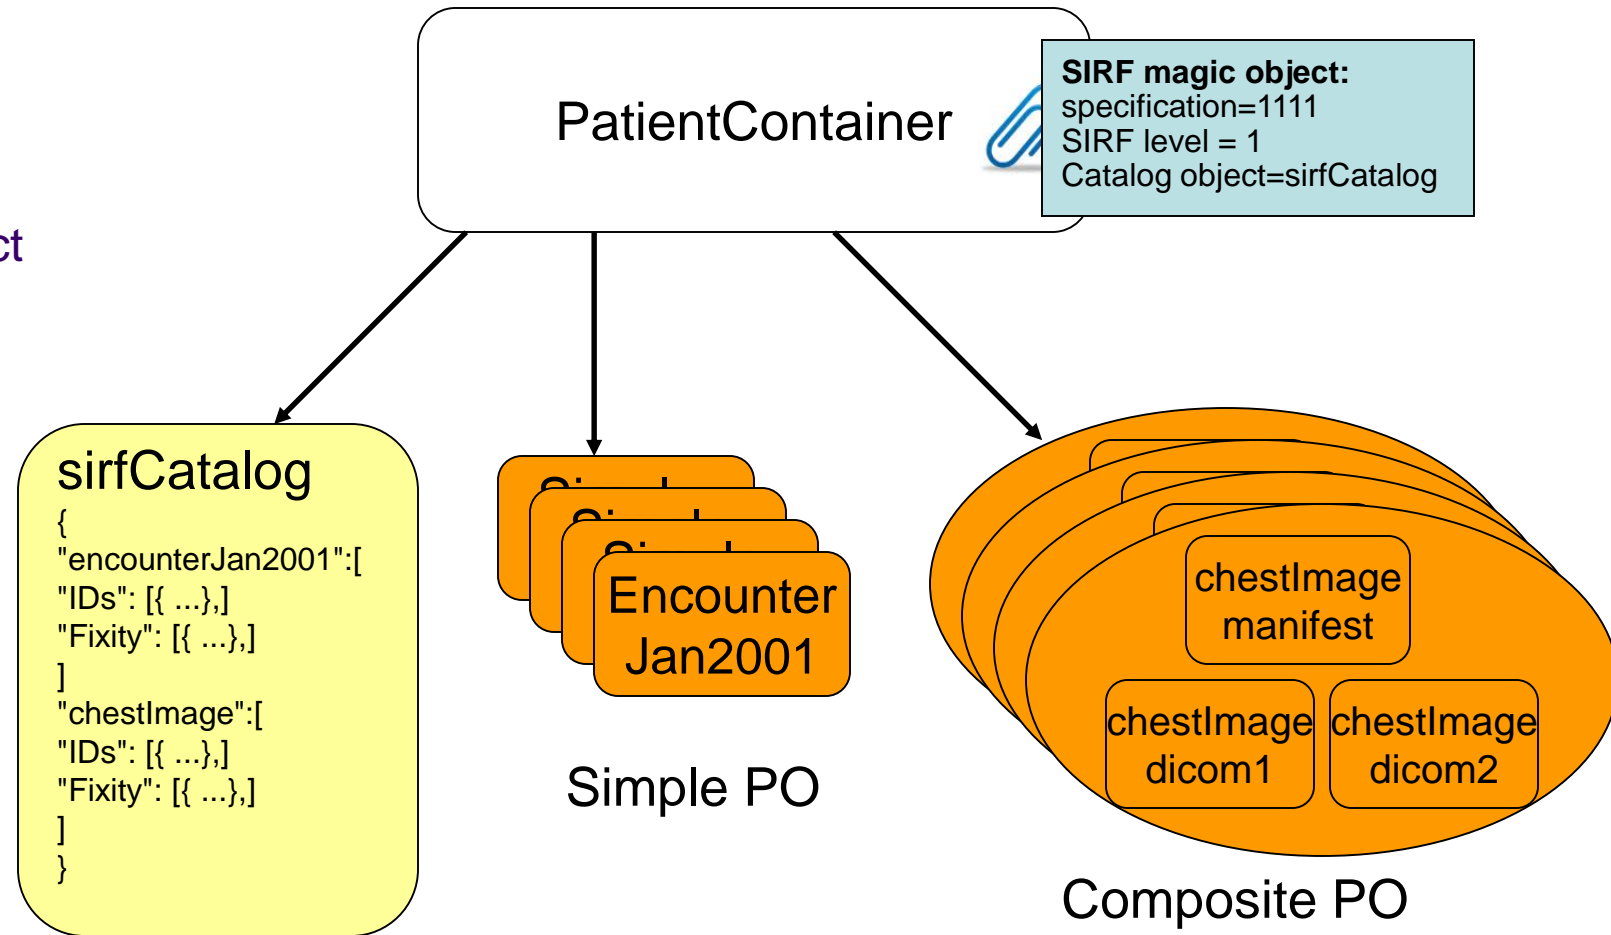 PatientContainer
SIRF magic object:
specification=1111
SIRF level = 1
Catalog object=sirfCatalog
ct
sirfCatalog
{
"encounterJan2001":[
"IDs": [{ ...},]
"Fixity": [{ ...},]
]
"chestImage":[
"IDs": [{ ...},]
"Fixity": [{ ...},]
]
}
Encounter
Jan2001
Simple PO
chestImage
manifest
chestImage
dicom1
chestImage
dicom2
Composite PO